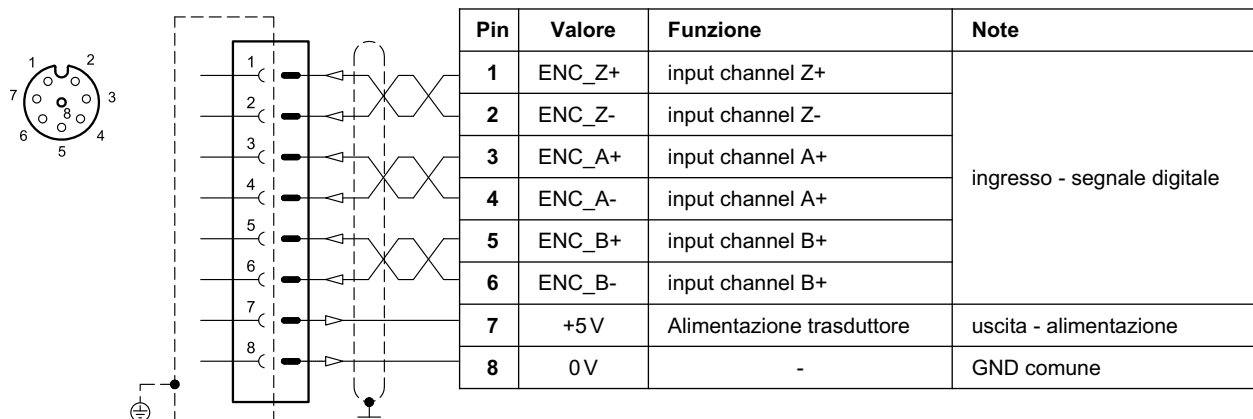 Pin Valore Funzione Note
1 ENC_Z+ input channel Z+
2 ENC_Z- input channel Z-
3 ENC_A+ input channel A+
4 ENC_A- input channel A+
5 ENC_B+ input channel B+
6 ENC_B- input channel B+
ingresso - segnale digitale
7 +5 V Alimentazione trasduttore uscita - alimentazione
8 0 V - GND comune
1 2
7 8 3
6 4
5
1
2
3
4
5
6
7
8